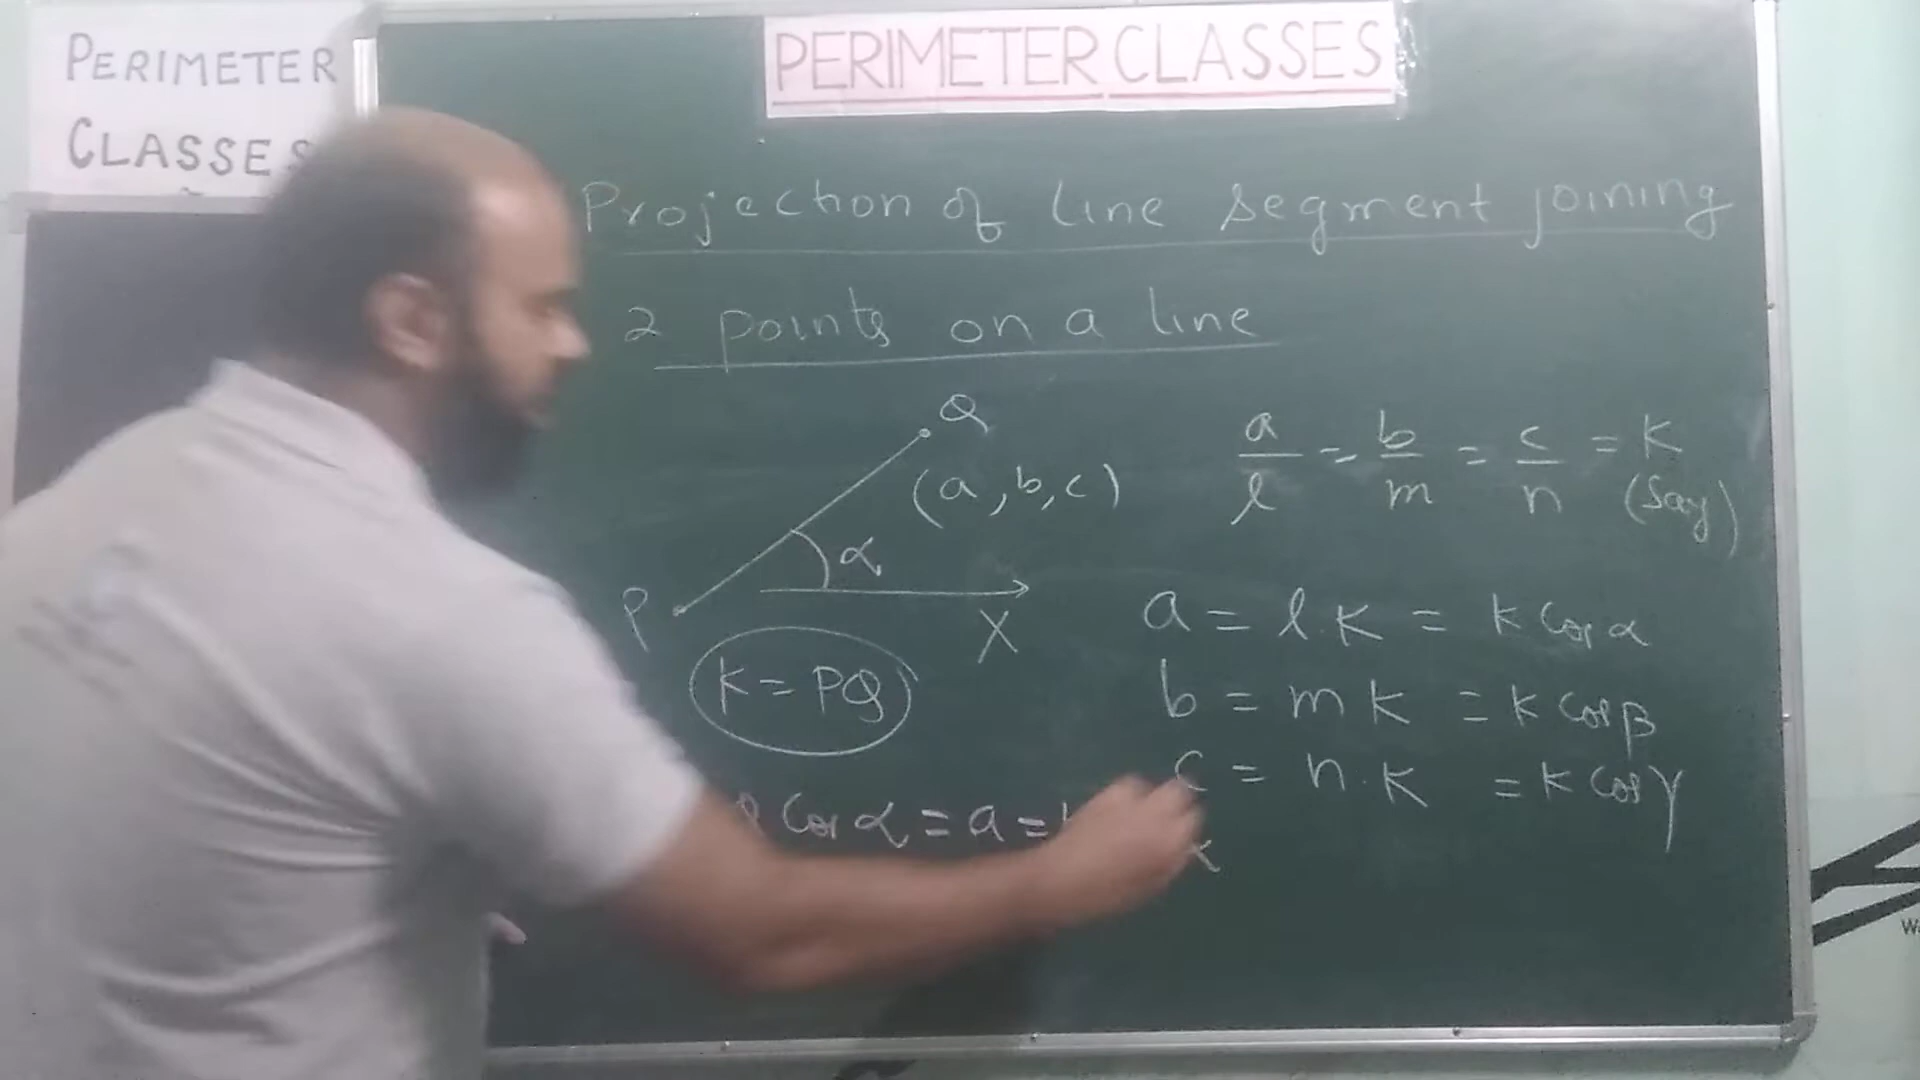 PERIMETER
CLASSES
PERIMETER CLASSES
Projection of line segment joining
2 points on a line
Q
(a, b, c)
α
P
X
K = PQ
a/l = b/m = c/n = K
(Say)
a = l.K = K cos α
b = mK = K cos β
c = n.K = K cos γ
cos α = a =